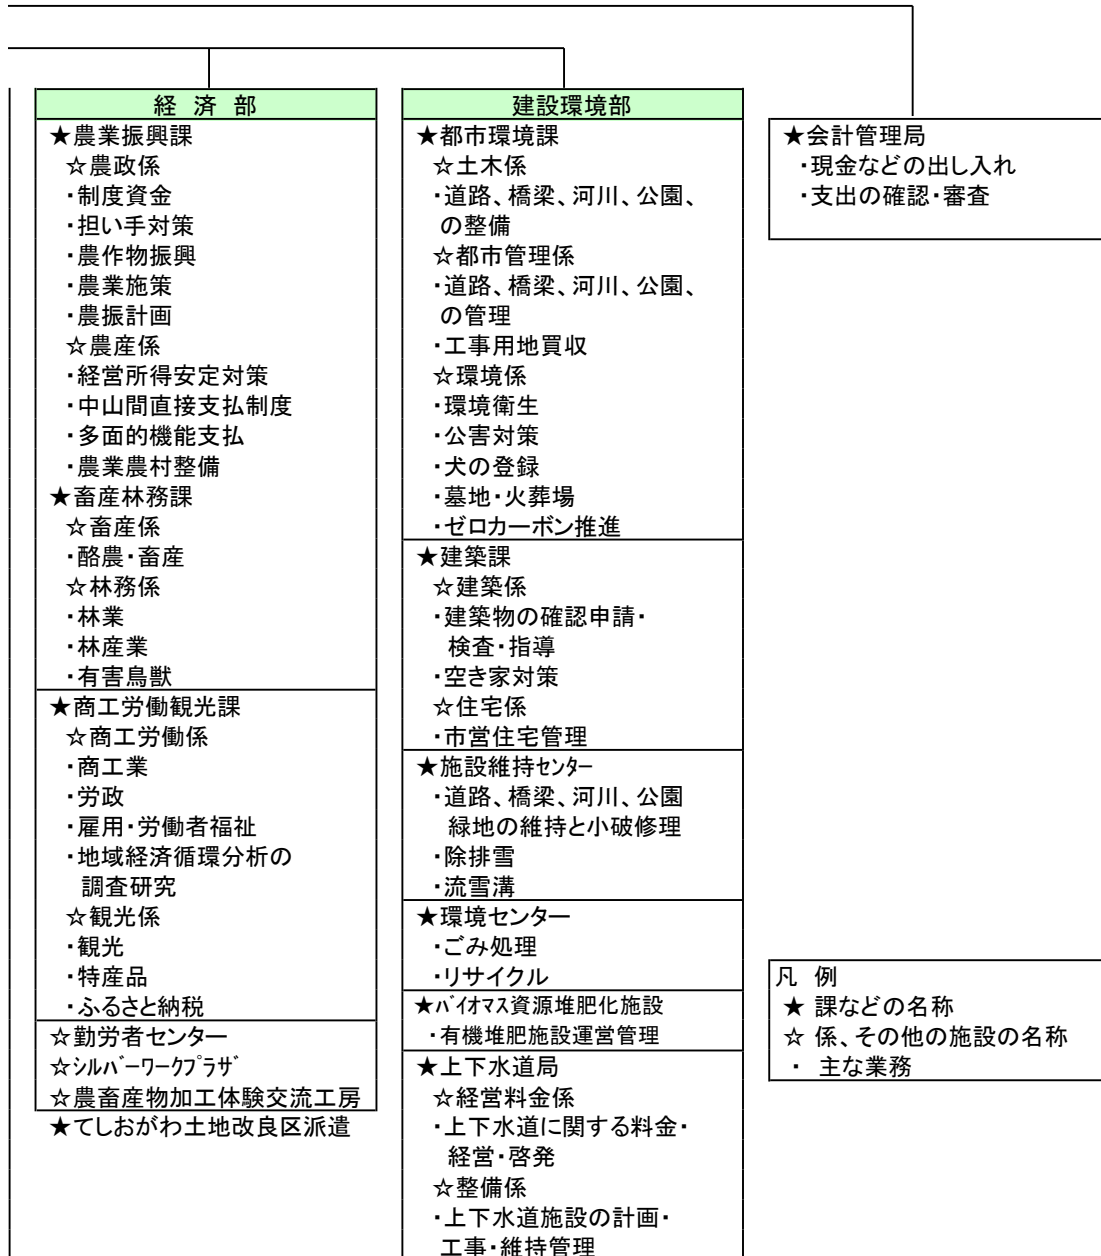 経 済 部
★農業振興課
☆農政係
・制度資金
・担い手対策
・農作物振興
・農業施策
・農振計画
☆農産係
・経営所得安定対策
・中山間直接支払制度
・多面的機能支払
・農業農村整備
★畜産林務課
☆畜産係
・酪農・畜産
☆林務係
・林業
・林産業
・有害鳥獣
★商工労働観光課
☆商工労働係
・商工業
・労政
・雇用・労働者福祉
・地域経済循環分析の
調査研究
☆観光係
・観光
・特産品
・ふるさと納税
☆勤労者センター
☆ｼﾙﾊﾞｰワークﾌﾟﾗｻﾞ
☆農畜産物加工体験交流工房
★てしおがわ土地改良区派遣
建設環境部
★都市環境課
☆土木係
・道路、橋梁、河川、公園、
の整備
☆都市管理係
・道路、橋梁、河川、公園、
の管理
・工事用地買収
☆環境係
・環境衛生
・公害対策
・犬の登録
・墓地・火葬場
・ゼロカーボン推進
★建築課
☆建築係
・建築物の確認申請・
検査・指導
・空き家対策
☆住宅係
・市営住宅管理
★施設維持ｾﾝﾀｰ
・道路、橋梁、河川、公園
緑地の維持と小破修理
・除排雪
・流雪溝
★環境センター
・ごみ処理
・リサイクル
★ﾊﾞｲｵﾏｽ資源堆肥化施設
・有機堆肥施設運営管理
★上下水道局
☆経営料金係
・上下水道に関する料金・
経営・啓発
☆整備係
・上下水道施設の計画・
工事・維持管理
★会計管理局
・現金などの出し入れ
・支出の確認・審査
凡 例
★ 課などの名称
☆ 係、その他の施設の名称
・ 主な業務